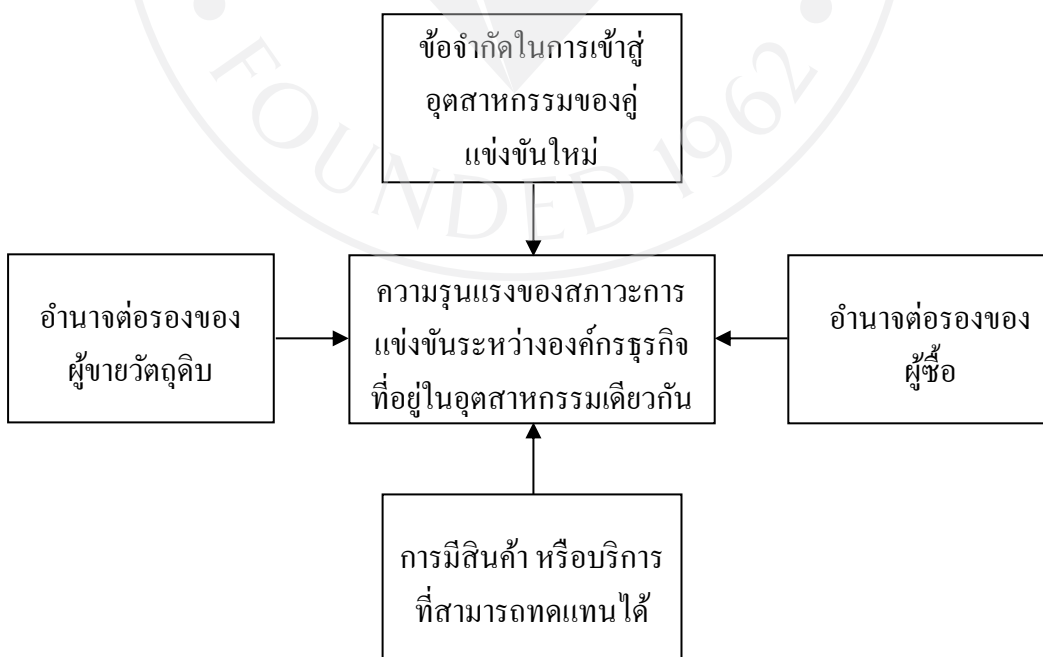 ข้อจำกัดในการเข้าสู่
อุตสาหกรรมของคู่
แข่งขันใหม่
FOUNDED 1962
อำนาจต่อรองของ
ผู้ขายวัตถุดิบ
ความรุนแรงของสภาวะการ
แข่งขันระหว่างองค์กรธุรกิจ
ที่อยู่ในอุตสาหกรรมเดียวกัน
อำนาจต่อรองของ
ผู้ซื้อ
การมีสินค้า หรือบริการ
ที่สามารถทดแทนได้